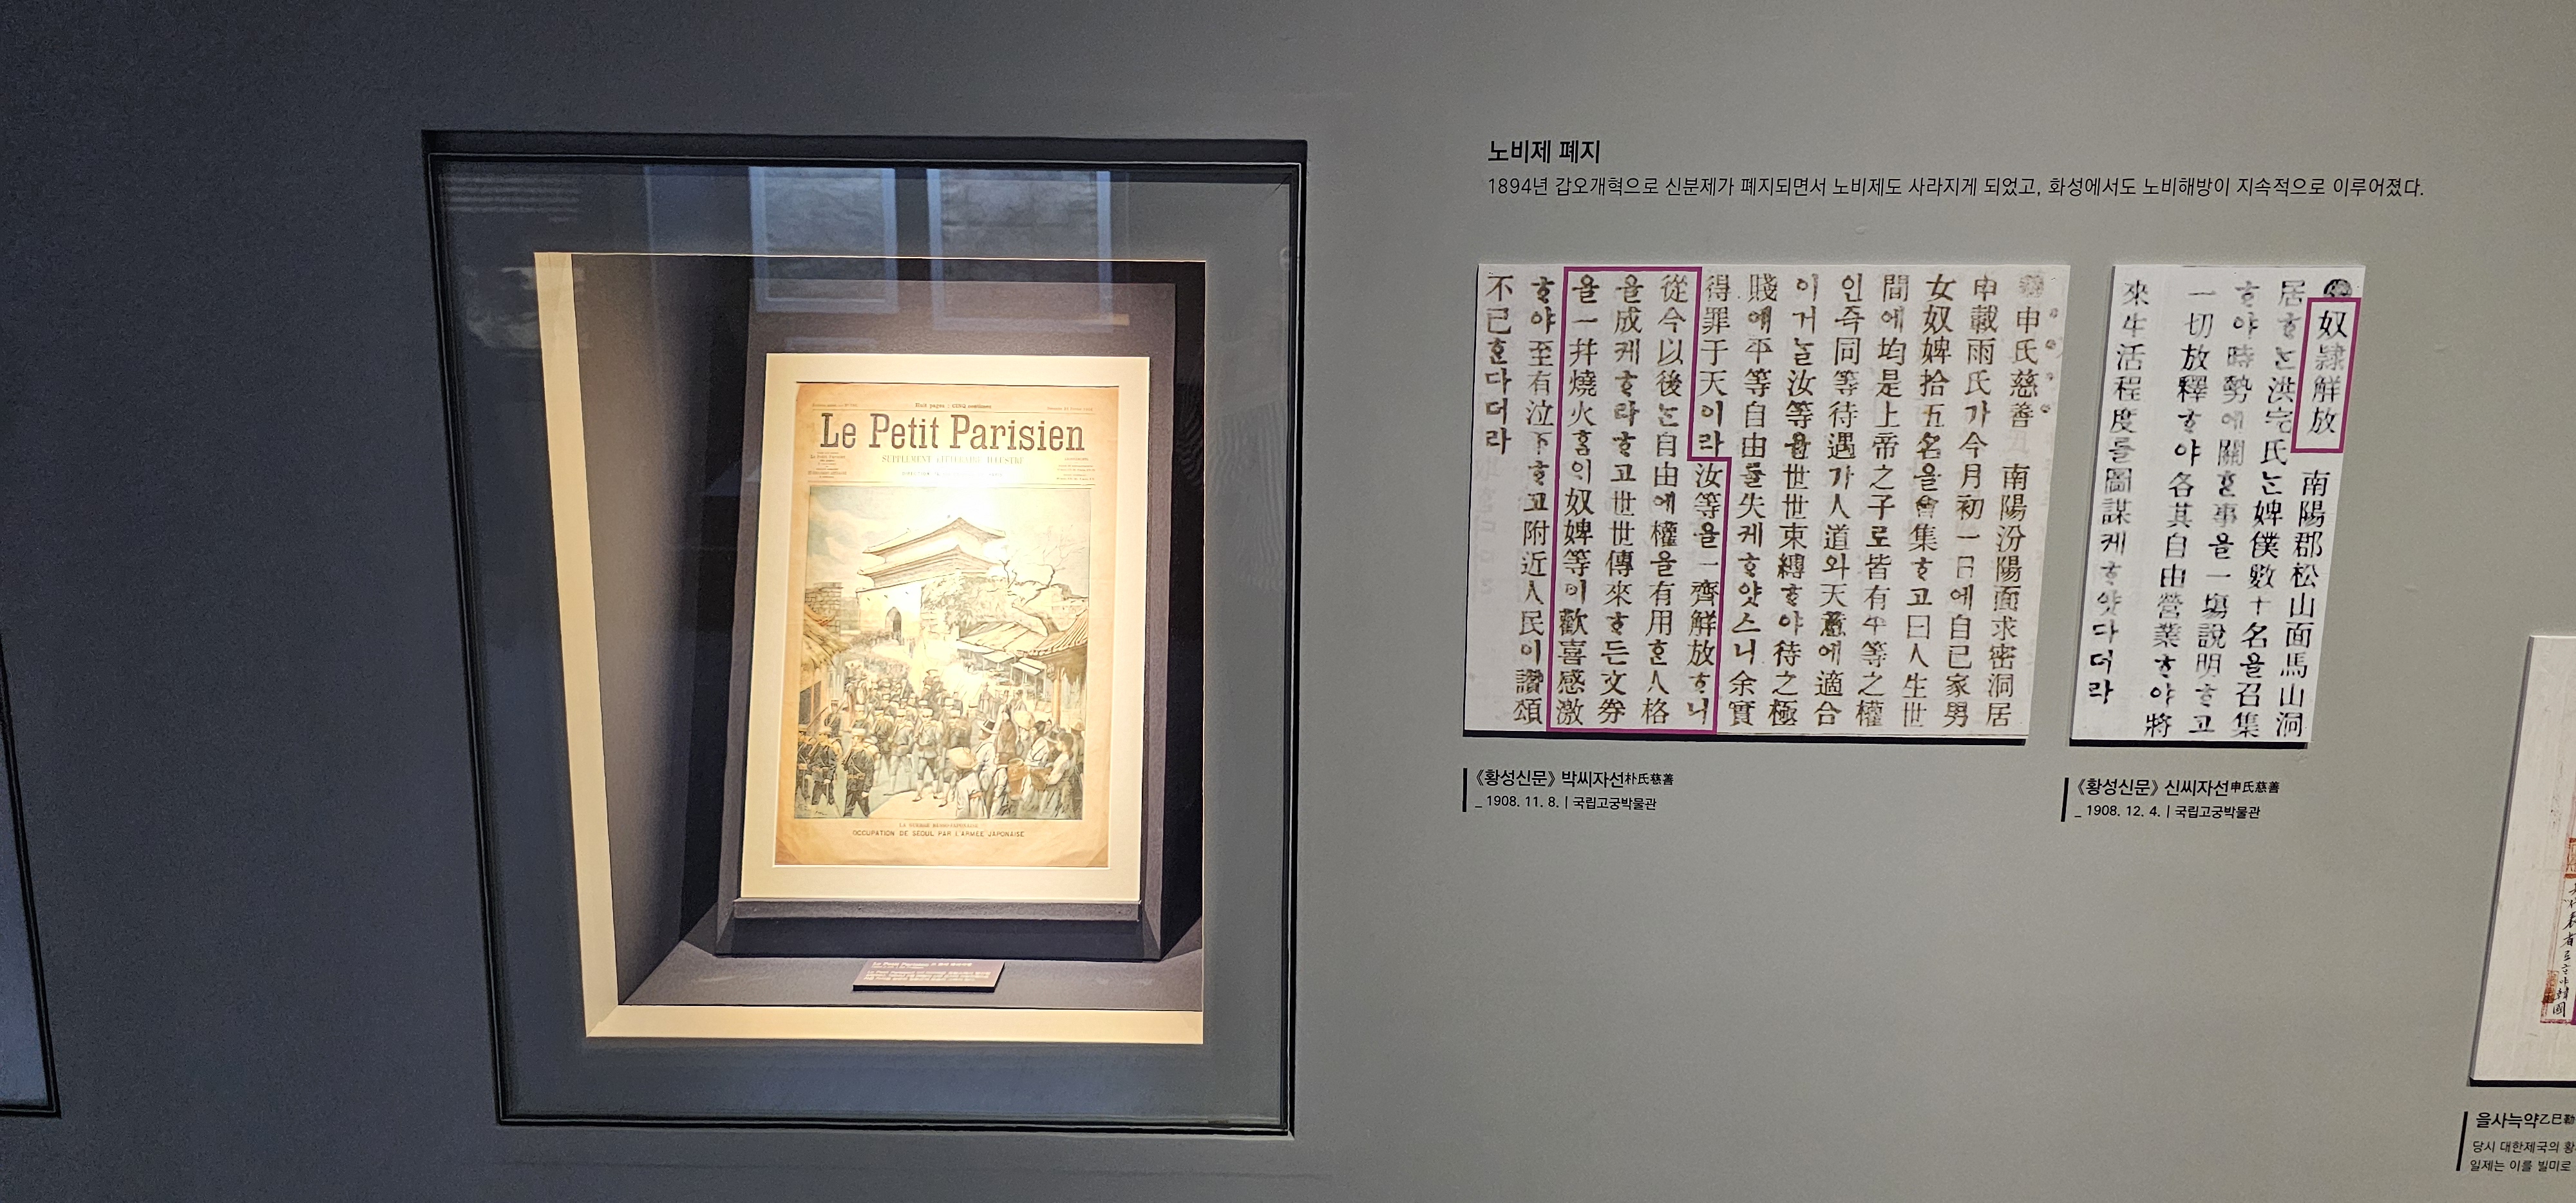 Le Petit Parisien
SUPPLÉMENT LITTÉRAIRE ILLUSTRÉ
LA GUERRE RUSSO-JAPONAISE
OCCUPATION DE SÉOUL PAR L'ARMÉE JAPONAISE
노비제 폐지
1894년 갑오개혁으로 신분제가 폐지되면서 노비제도 사라지게 되었고, 화성에서도 노비해방이 지속적으로 이루어졌다.
申氏慈善 南陽汾陽面求密洞居
申載雨氏가今月初一日에自己家男
女奴婢拾五名을會集ᄒᆞ고曰人生世
間에均是上帝之子로皆有平等之權
인즉同等待遇가人道와天意에適合
이거ᄂᆞᆯ汝等을世世束縛ᄒᆞ야待之極
賤에平等自由를失케ᄒᆞ얏스니余實
得罪于天이라汝等을一齊解放ᄒᆞ니
從今以後ᄂᆞᆫ自由에權을有用ᄒᆞᆫ人格
을成케ᄒᆞ라ᄒᆞ고世世傳來ᄒᆞ든文券
을一并燒火ᄒᆞᆷ이奴婢等이歡喜感激
ᄒᆞ야至有泣下ᄒᆞ고附近人民이讚頌
不已ᄒᆞᆫ다더라
《황성신문》 박씨자선朴氏慈善
_ 1908. 11. 8. | 국립고궁박물관
奴隷解放 南陽郡松山面馬山洞
居ᄒᆞᄂᆞᆫ洪宅氏ᄂᆞᆫ婢僕數十名을召集
ᄒᆞ야時勢에關ᄒᆞᆫ事을一場說明ᄒᆞ고
一切放釋ᄒᆞ야各其自由營業ᄒᆞ야將
來生活程度를圖謀케ᄒᆞ얏다더라
《황성신문》 신씨자선申氏慈善
_ 1908. 12. 4. | 국립고궁박물관
을사늑약乙巳勒
당시 대한제국의 황
일제는 이를 빌미로